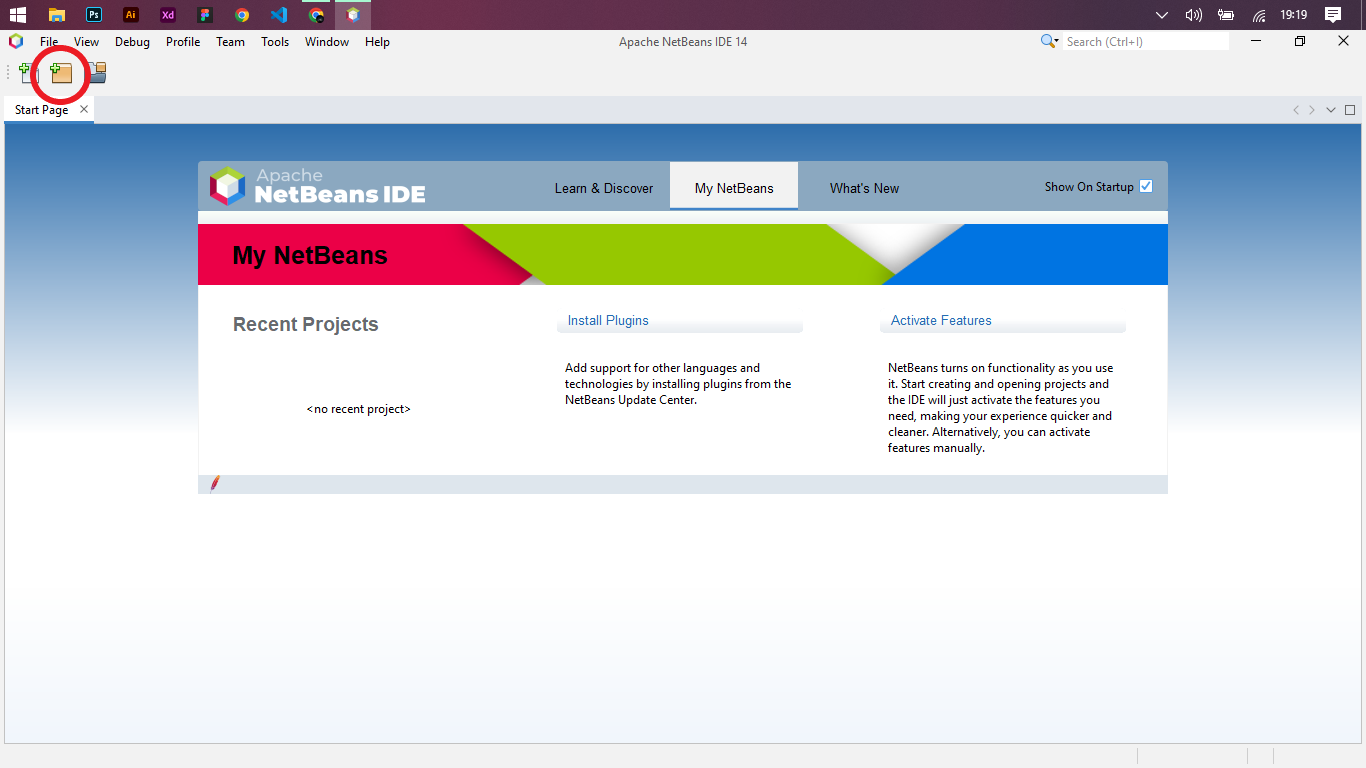 Ps Ai Xd 19:19
File View Debug Profile Team Tools Window Help Apache NetBeans IDE 14 Search (Ctrl+I)
Start Page
Apache
NetBeans IDE
Learn & Discover My NetBeans What's New Show On Startup
My NetBeans
Recent Projects
<no recent project>
Install Plugins
Add support for other languages and
technologies by installing plugins from the
NetBeans Update Center.
Activate Features
NetBeans turns on functionality as you use
it. Start creating and opening projects and
the IDE will just activate the features you
need, making your experience quicker and
cleaner. Alternatively, you can activate
features manually.